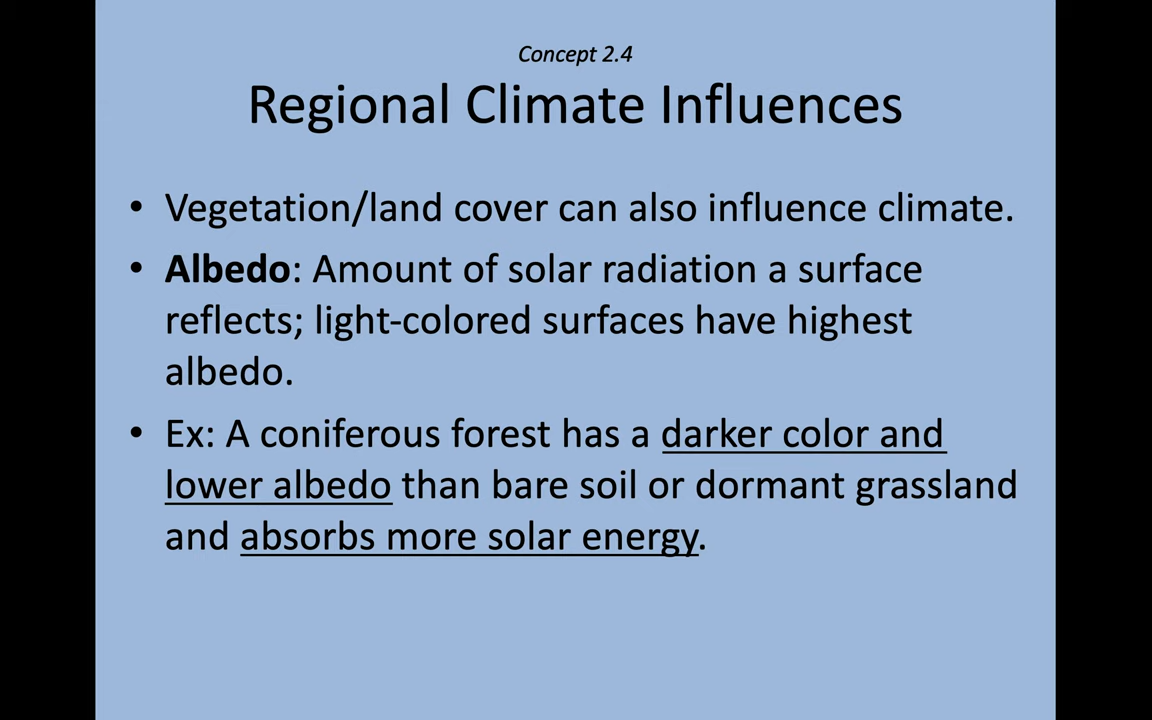 Concept 2.4
Regional Climate Influences
• Vegetation/land cover can also influence climate.
• Albedo: Amount of solar radiation a surface
reflects; light-colored surfaces have highest
albedo.
• Ex: A coniferous forest has a darker color and
lower albedo than bare soil or dormant grassland
and absorbs more solar energy.